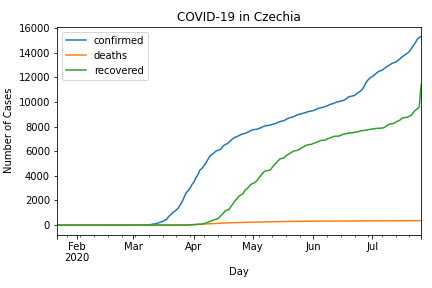 COVID-19 in Czechia
16000
14000
12000
10000
8000
6000
4000
2000
0
Number of Cases
confirmed
deaths
recovered
Feb Mar Apr May Jun Jul
2020
Day